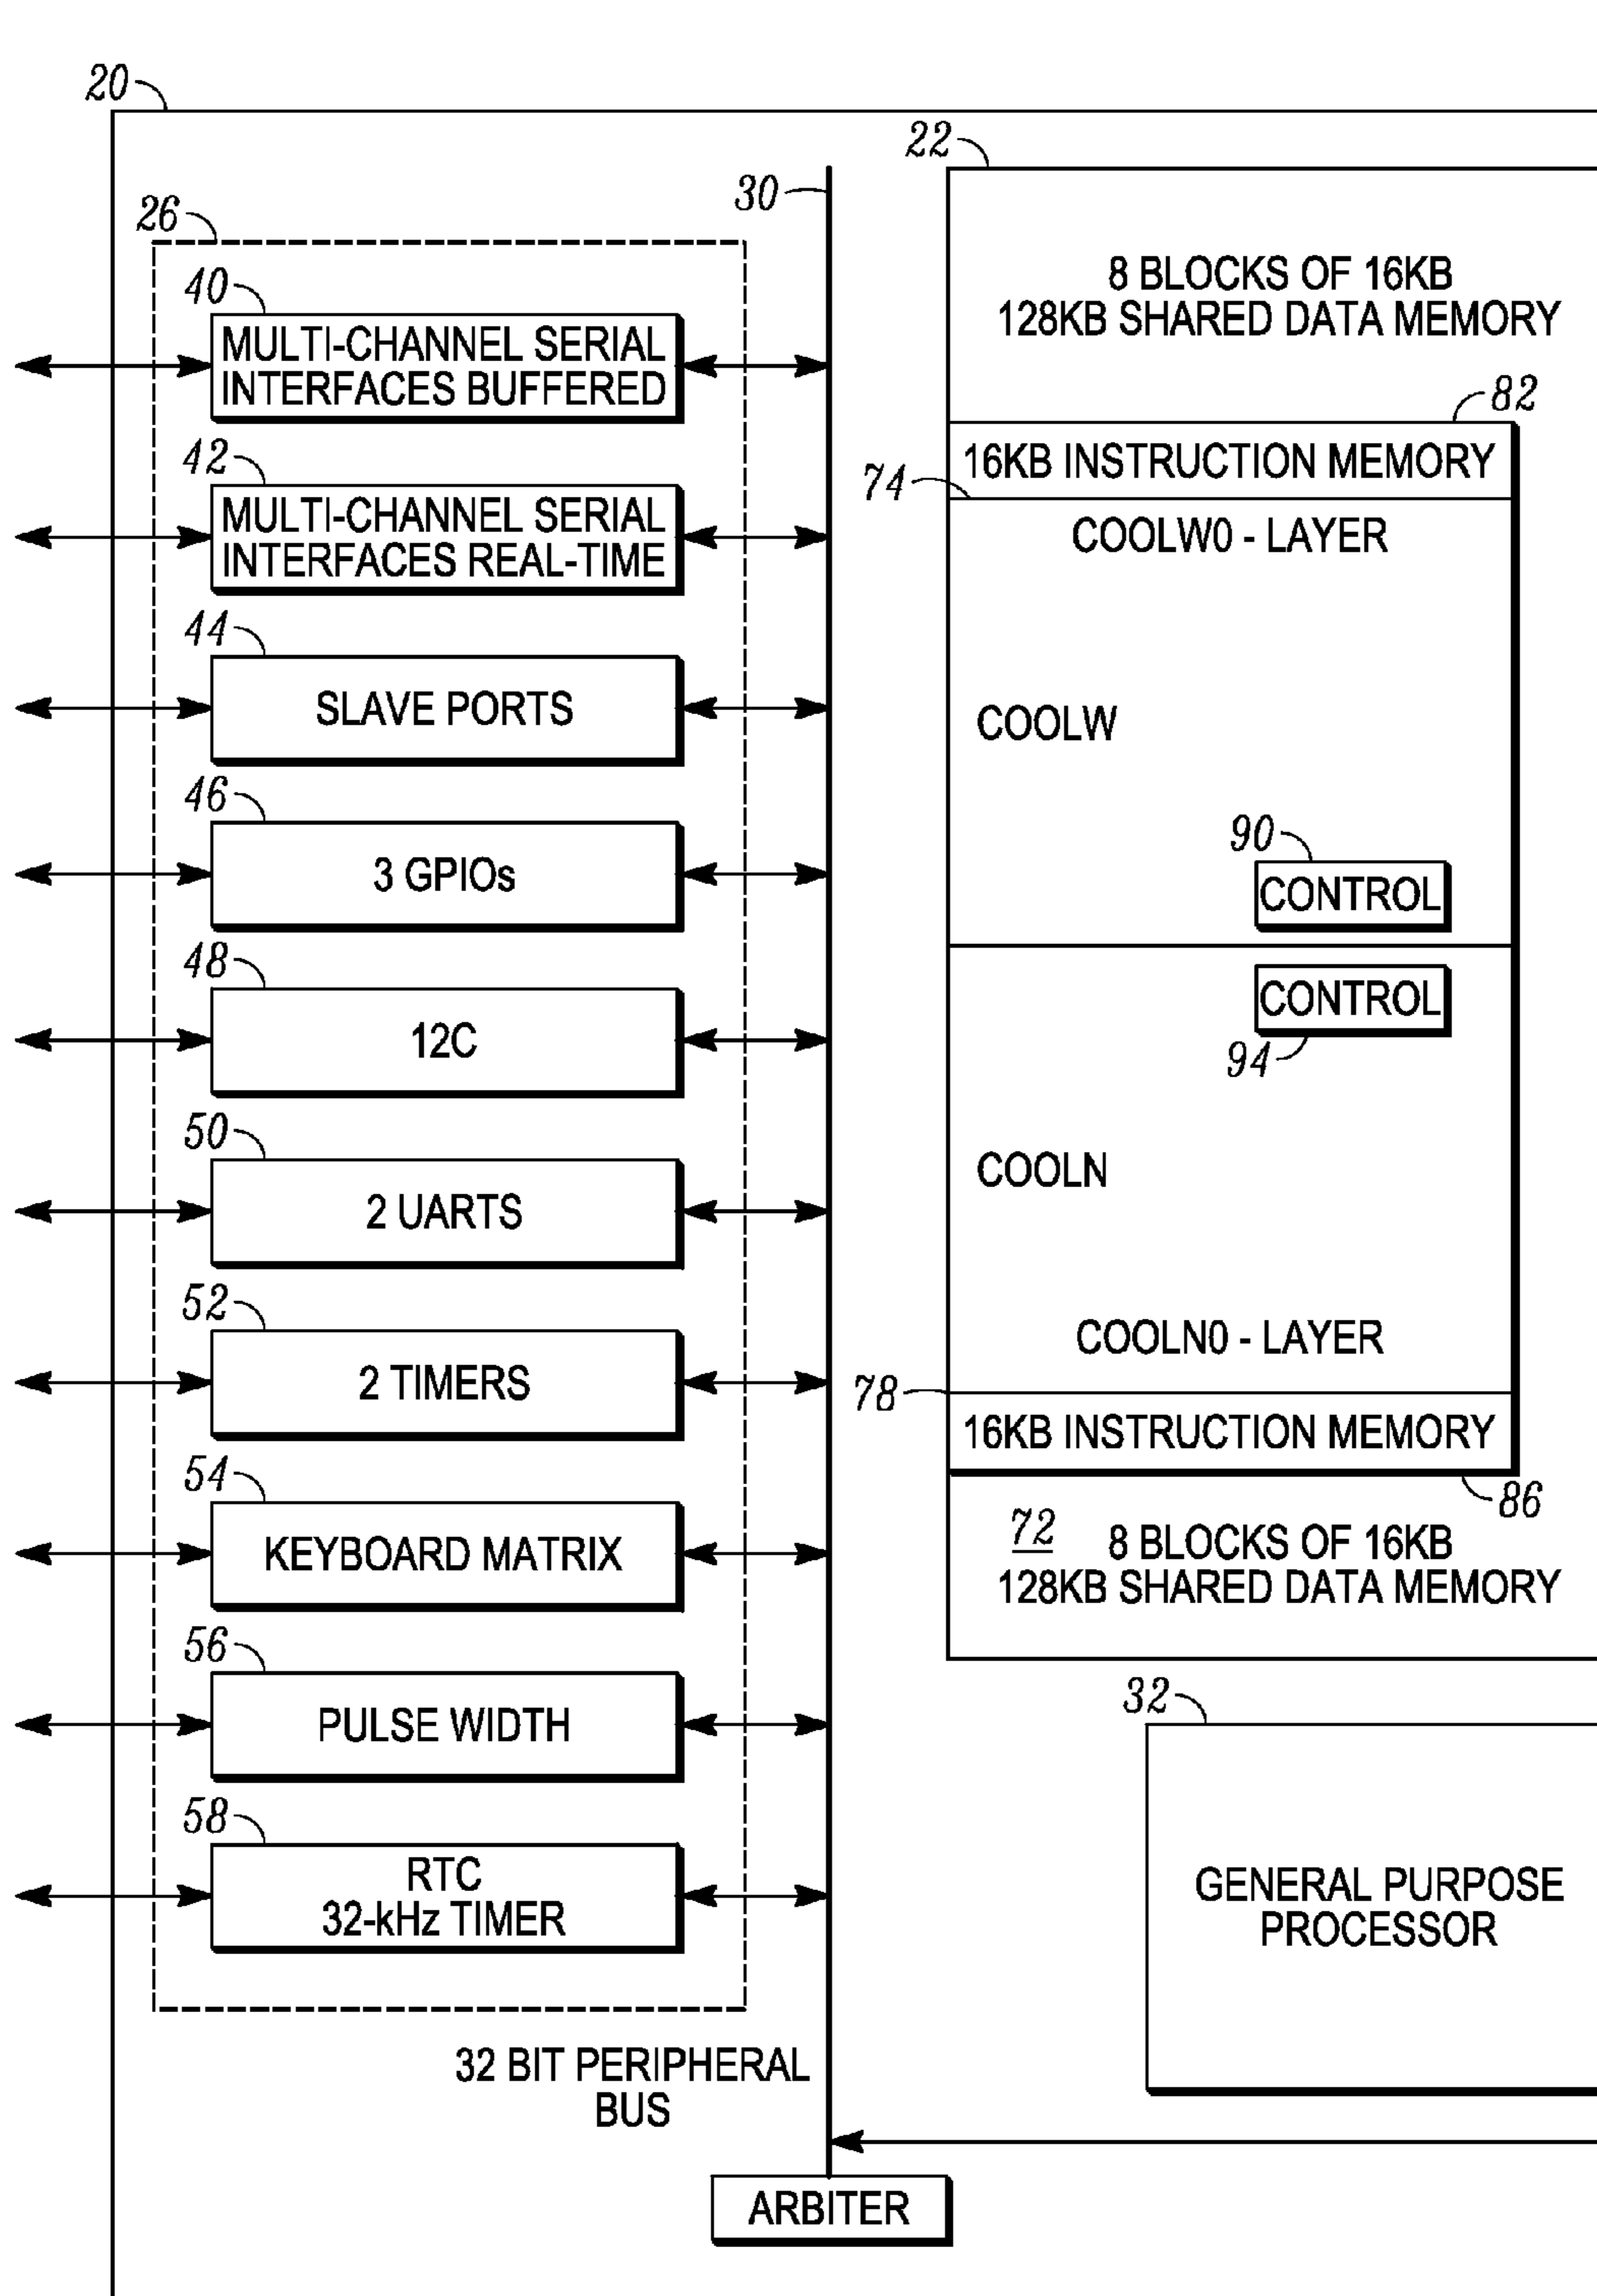 20
22
30
26
8 BLOCKS OF 16KB
128KB SHARED DATA MEMORY
40
MULTI-CHANNEL SERIAL
INTERFACES BUFFERED
82
16KB INSTRUCTION MEMORY
42
74
MULTI-CHANNEL SERIAL
INTERFACES REAL-TIME
COOLW0 - LAYER
44
SLAVE PORTS
COOLW
46
3 GPIOs
90
CONTROL
48
12C
CONTROL
94
50
2 UARTS
COOLN
52
2 TIMERS
COOLN0 - LAYER
78
16KB INSTRUCTION MEMORY
86
54
KEYBOARD MATRIX
72
8 BLOCKS OF 16KB
128KB SHARED DATA MEMORY
56
PULSE WIDTH
32
58
RTC
32-kHz TIMER
GENERAL PURPOSE
PROCESSOR
32 BIT PERIPHERAL
BUS
ARBITER